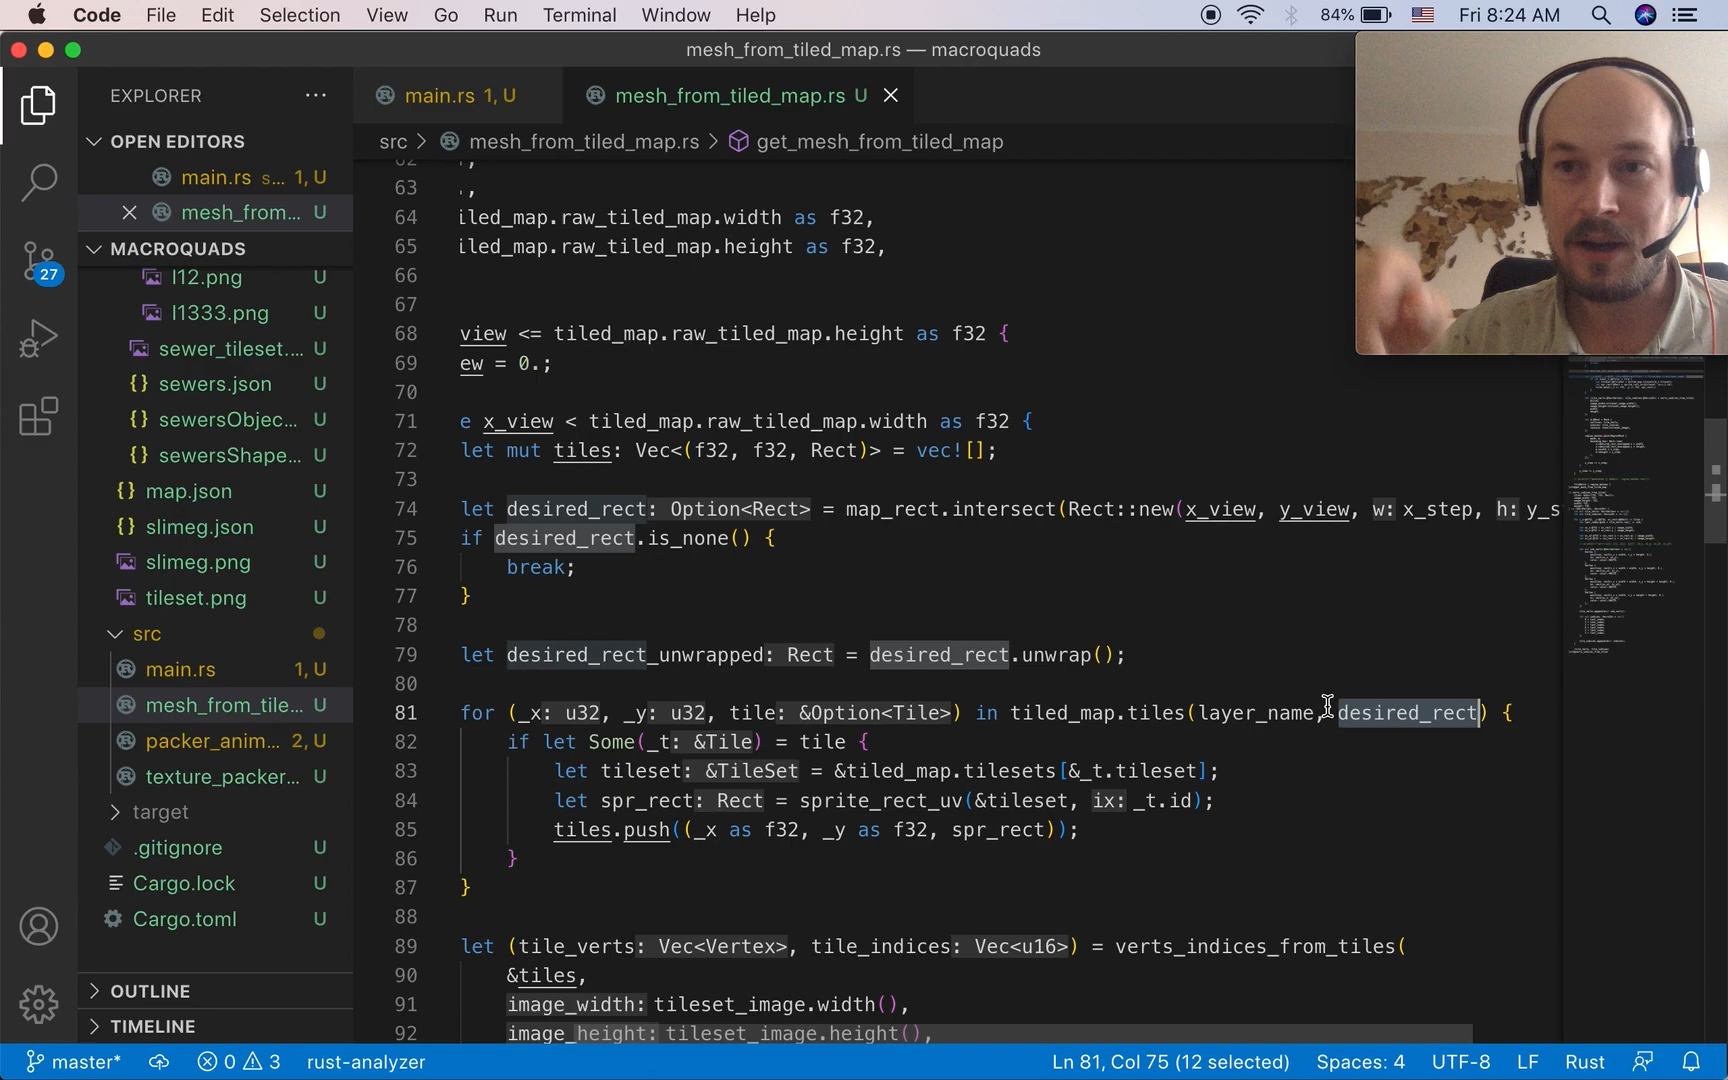 Code File Edit Selection View Go Run Terminal Window Help 84% Fri 8:24 AM
mesh_from_tiled_map.rs — macroquads
EXPLORER ···
main.rs 1, U
mesh_from_tiled_map.rs U
OPEN EDITORS
main.rs s... 1, U
mesh_from... U
MACROQUADS
l12.png U
l1333.png U
sewer_tileset.... U
{} sewers.json U
{} sewersObjec... U
{} sewersShape... U
{} map.json U
{} slimeg.json U
slimeg.png U
tileset.png U
src
main.rs 1, U
mesh_from_tile... U
packer_anim... 2, U
texture_packer... U
target
.gitignore U
Cargo.lock U
Cargo.toml U
OUTLINE
TIMELINE
27
src > mesh_from_tiled_map.rs > get_mesh_from_tiled_map
62 .,
63 .,
64 iled_map.raw_tiled_map.width as f32,
65 iled_map.raw_tiled_map.height as f32,
66
67
68 view <= tiled_map.raw_tiled_map.height as f32 {
69 ew = 0.;
70
71 e x_view < tiled_map.raw_tiled_map.width as f32 {
72 let mut tiles: Vec<(f32, f32, Rect)> = vec![];
73
74 let desired_rect: Option<Rect> = map_rect.intersect(Rect::new(x_view, y_view, w: x_step, h: y_s
75 if desired_rect.is_none() {
76 break;
77 }
78
79 let desired_rect_unwrapped: Rect = desired_rect.unwrap();
80
81 for (_x: u32, _y: u32, tile: &Option<Tile>) in tiled_map.tiles(layer_name, desired_rect) {
82 if let Some(_t: &Tile) = tile {
83 let tileset: &TileSet = &tiled_map.tilesets[&_t.tileset];
84 let spr_rect: Rect = sprite_rect_uv(&tileset, ix: _t.id);
85 tiles.push((_x as f32, _y as f32, spr_rect));
86 }
87 }
88
89 let (tile_verts: Vec<Vertex>, tile_indices: Vec<u16>) = verts_indices_from_tiles(
90 &tiles,
91 image_width: tileset_image.width(),
92 image_height: tileset_image.height(),
master* 0 3 rust-analyzer Ln 81, Col 75 (12 selected) Spaces: 4 UTF-8 LF Rust